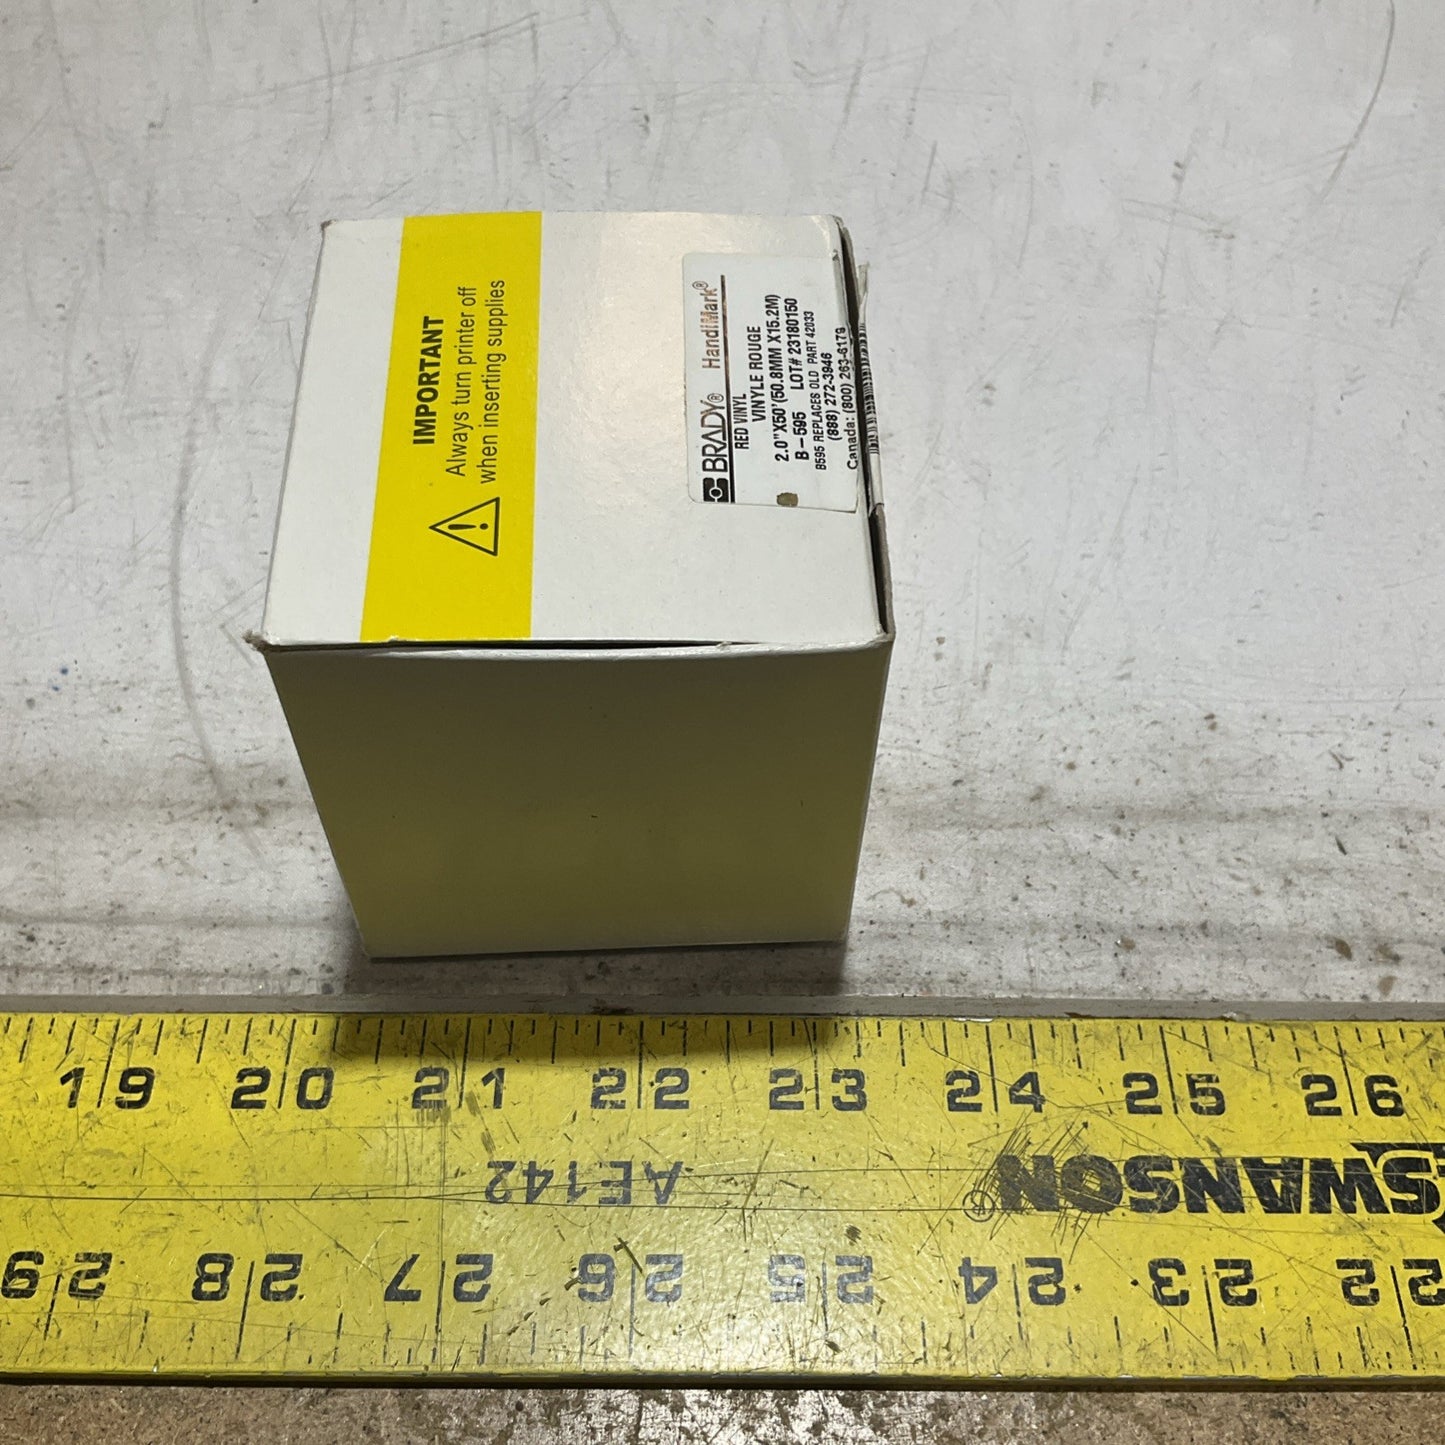 IMPORTANT
Always turn printer off
when inserting supplies
BRADY® HandiMark®
RED VINYL
VINYLE ROUGE
2.0"X50'(50.8MM X15.2M)
B-595 LOT# 23180150
B595 REPLACES OLD PART 42033
(888) 272-3946
Canada: (800) 263-6179
19 20 21 22 23 24 25 26
AE142
SWANSON
29 28 27 26 25 24 23 22